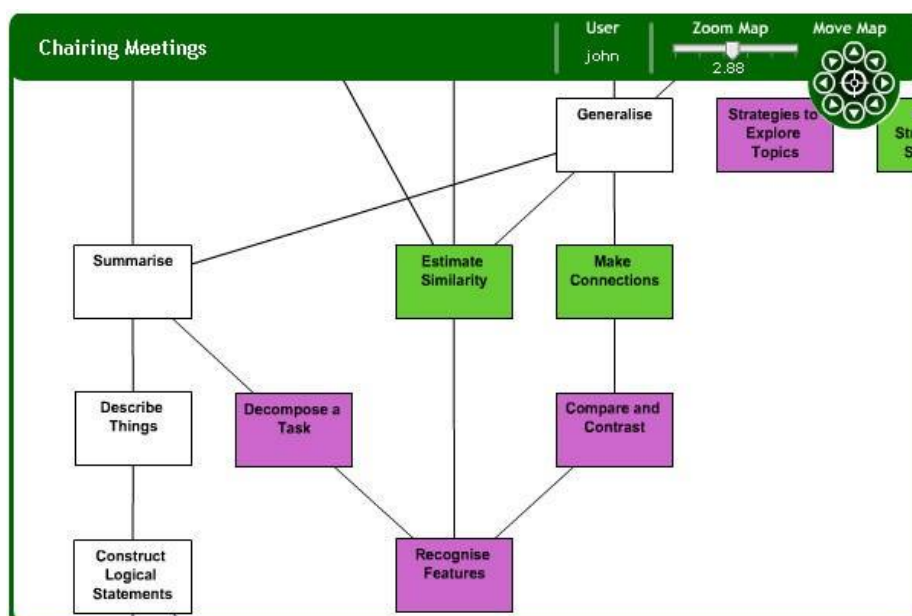 Chairing Meetings
User
john
Zoom Map
2.88
Move Map
Generalise
Strategies to
Explore
Topics
Summarise
Estimate
Similarity
Make
Connections
Describe
Things
Decompose a
Task
Compare and
Contrast
Construct
Logical
Statements
Recognise
Features